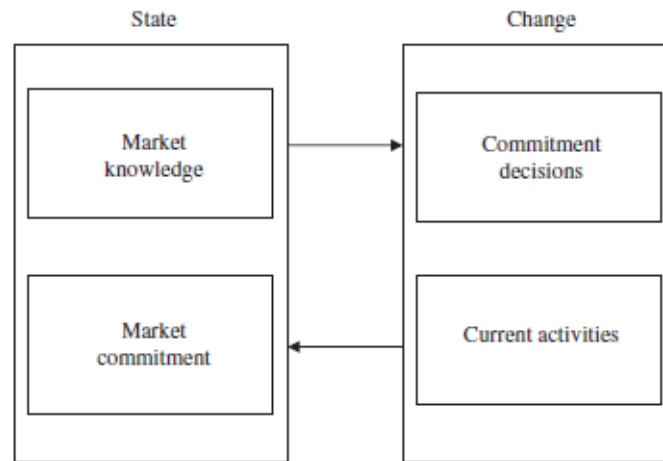 State
Change
Market
knowledge
Commitment
decisions
Market
commitment
Current activities